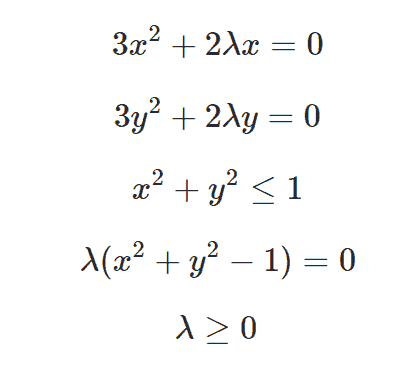 3x² + 2λx = 0
3y² + 2λy = 0
x² + y² ≤ 1
λ(x² + y² − 1) = 0
λ ≥ 0